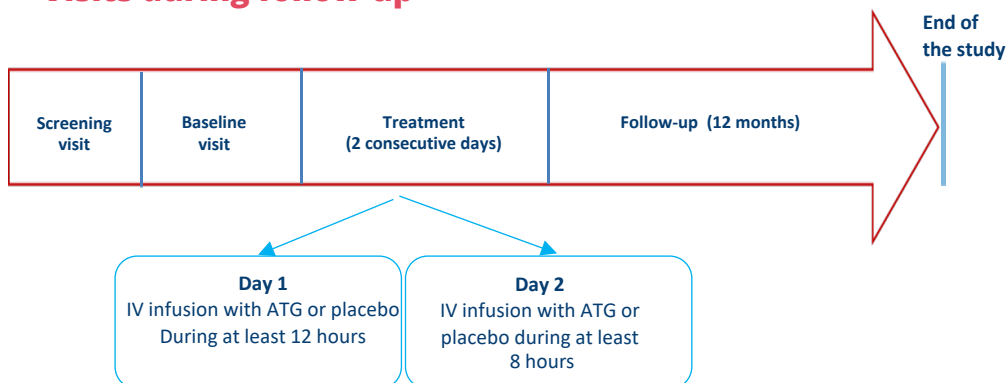 Visits during follow-up
End of
the study
Screening
visit
Baseline
visit
Treatment
(2 consecutive days)
Follow-up (12 months)
Day 1
IV infusion with ATG or placebo
During at least 12 hours
Day 2
IV infusion with ATG or
placebo during at least
8 hours